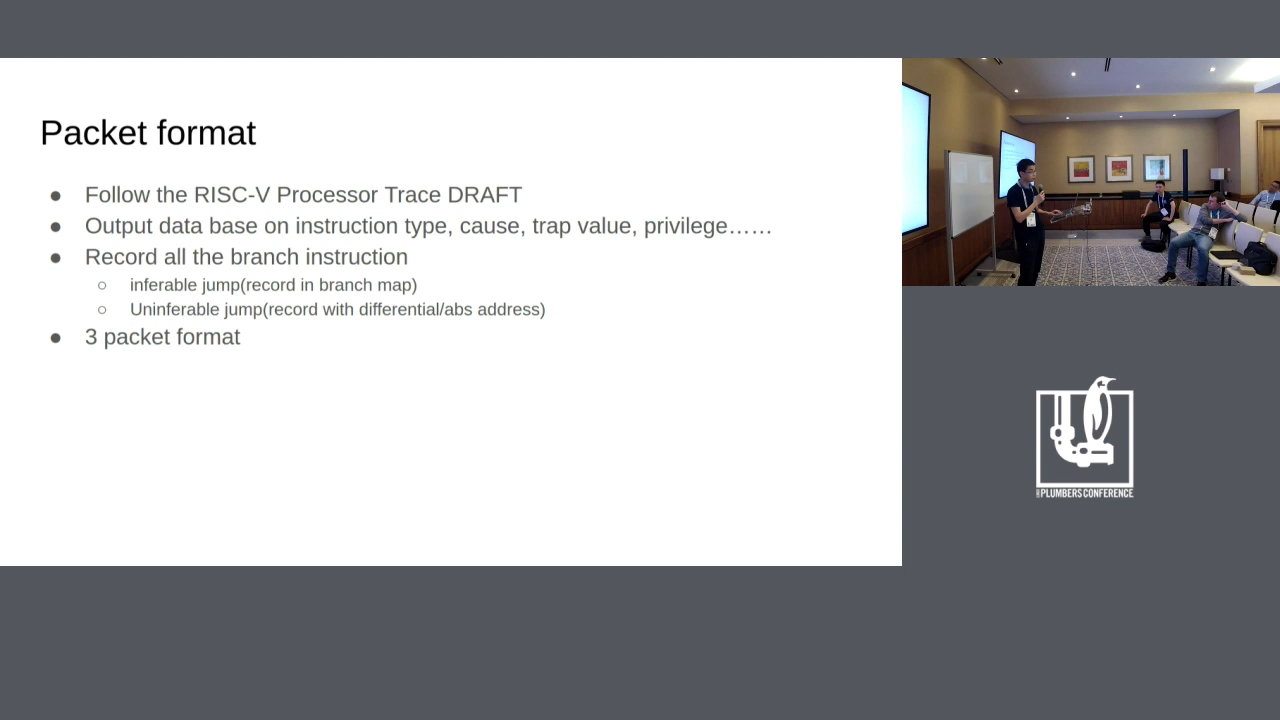 Packet format
● Follow the RISC-V Processor Trace DRAFT
● Output data base on instruction type, cause, trap value, privilege……
● Record all the branch instruction
○ inferable jump(record in branch map)
○ Uninferable jump(record with differential/abs address)
● 3 packet format
PLUMBERS CONFERENCE